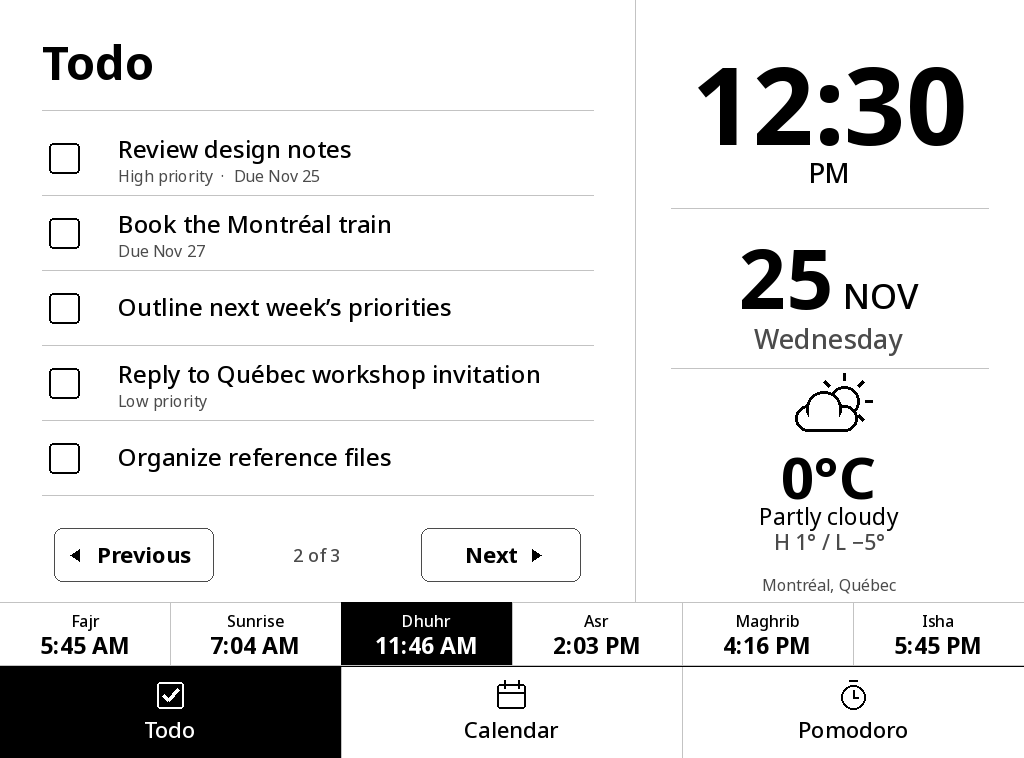 Todo
Review design notes
High priority · Due Nov 25
Book the Montréal train
Due Nov 27
Outline next week’s priorities
Reply to Québec workshop invitation
Low priority
Organize reference files
Previous
2 of 3
Next
12:30
PM
25 NOV
Wednesday
0°C
Partly cloudy
H 1° / L −5°
Montréal, Québec
Fajr
5:45 AM
Sunrise
7:04 AM
Dhuhr
11:46 AM
Asr
2:03 PM
Maghrib
4:16 PM
Isha
5:45 PM
Todo
Calendar
Pomodoro